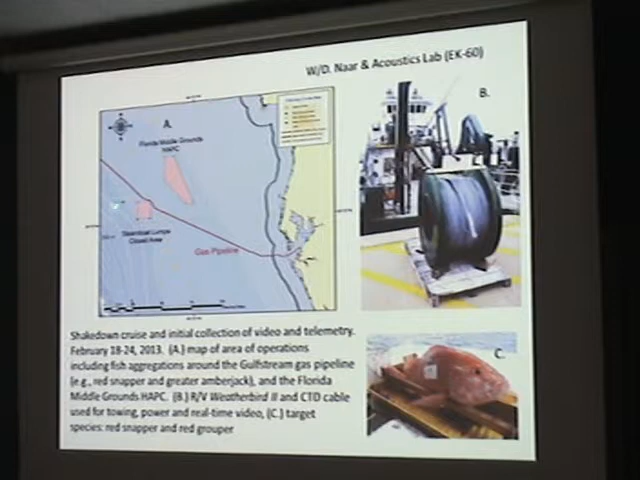 W/D. Naar & Acoustics Lab (EK-60)
A.
Florida Middle Grounds
HAPC
Steamboat Lumps
Closed Area
Gas Pipeline
B.
C.
Shakedown cruise and initial collection of video and telemetry.
February 18-24, 2013. (A.) map of area of operations
including fish aggregations around the Gulfstream gas pipeline
(e.g., red snapper and greater amberjack), and the Florida
Middle Grounds HAPC. (B.) R/V Weatherbird II and CTD cable
used for towing, power and real-time video, (C.) target
species: red snapper and red grouper